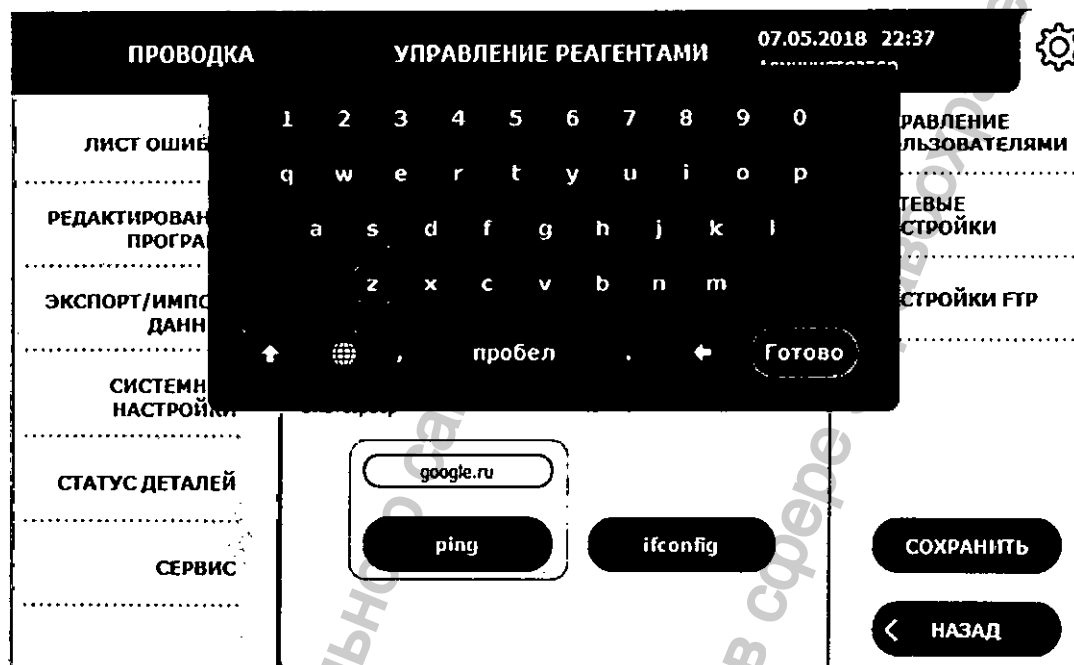 ПРОВОДКА
УПРАВЛЕНИЕ РЕАГЕНТАМИ
07.05.2018 22:37
1 2 3 4 5 6 7 8 9 0
q w e r t y u i o p
a s d f g h j k l
z x c v b n m
, пробел . Готово
ЛИСТ ОШИБ
РЕДАКТИРОВАН
ПРОГРА
ЭКСПОРТ/ИМПО
ДАНН
СИСТЕМН
НАСТРОЙКИ
СТАТУС ДЕТАЛЕЙ
СЕРВИС
google.ru
ping
ifconfig
РАВЛЕНИЕ
ЛЬЗОВАТЕЛЯМИ
ТЕВЫЕ
СТРОЙКИ
СТРОЙКИ FTP
СОХРАНИТЬ
НАЗАД
в сфере